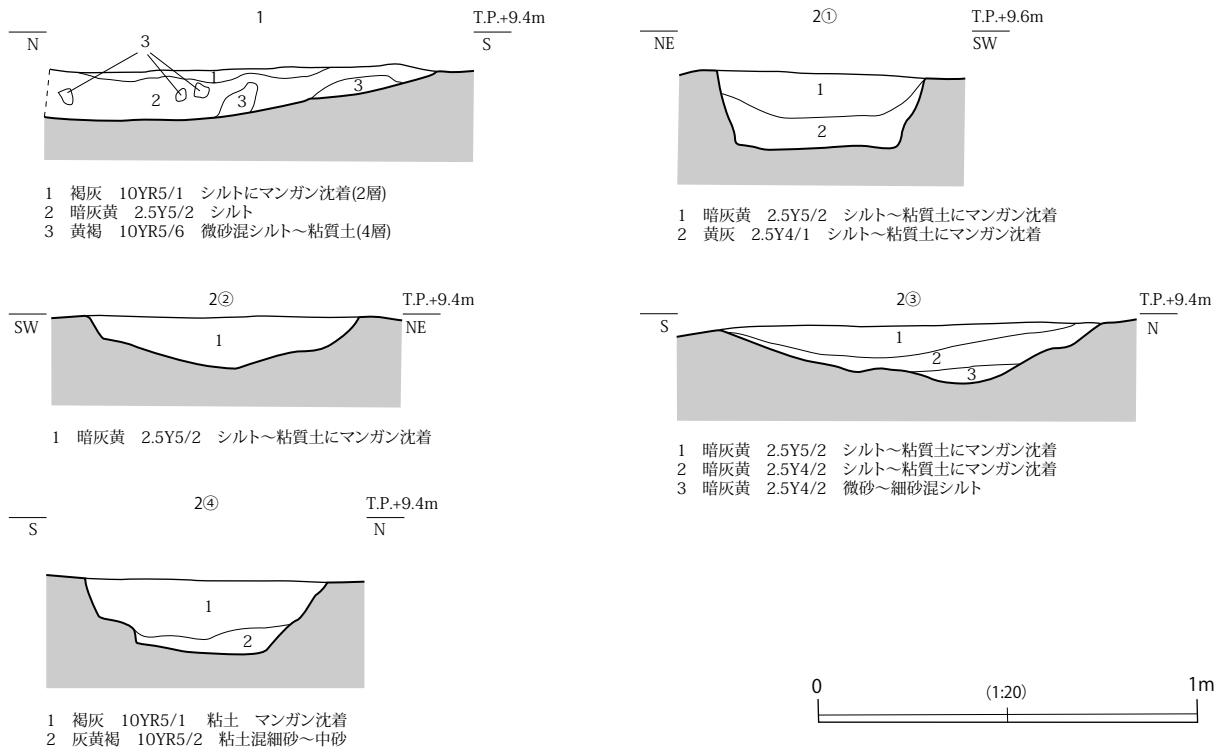 1
T.P.+9.4m
N
S
3
1
2
3
3
1 褐灰 10YR5/1 シルトにマンガン沈着(2層)
2 暗灰黄 2.5Y5/2 シルト
3 黄褐 10YR5/6 微砂混シルト～粘質土(4層)
2①
T.P.+9.6m
NE
SW
1
2
1 暗灰黄 2.5Y5/2 シルト～粘質土にマンガン沈着
2 黄灰 2.5Y4/1 シルト～粘質土にマンガン沈着
2②
T.P.+9.4m
SW
NE
1
1 暗灰黄 2.5Y5/2 シルト～粘質土にマンガン沈着
2③
T.P.+9.4m
S
N
1
2
3
1 暗灰黄 2.5Y5/2 シルト～粘質土にマンガン沈着
2 暗灰黄 2.5Y4/2 シルト～粘質土にマンガン沈着
3 暗灰黄 2.5Y4/2 微砂～細砂混シルト
2④
T.P.+9.4m
S
N
1
2
1 褐灰 10YR5/1 粘土 マンガン沈着
2 灰黄褐 10YR5/2 粘土混細砂～中砂
0
(1:20)
1m